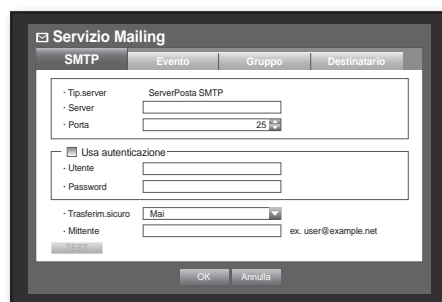 Servizio Mailing
SMTP Evento Gruppo Destinatario
· Tip.server ServerPosta SMTP
· Server
· Porta 25
Usa autenticazione
· Utente
· Password
· Trasferim.sicuro Mai
· Mittente ex. user@example.net
TEST
OK Annulla